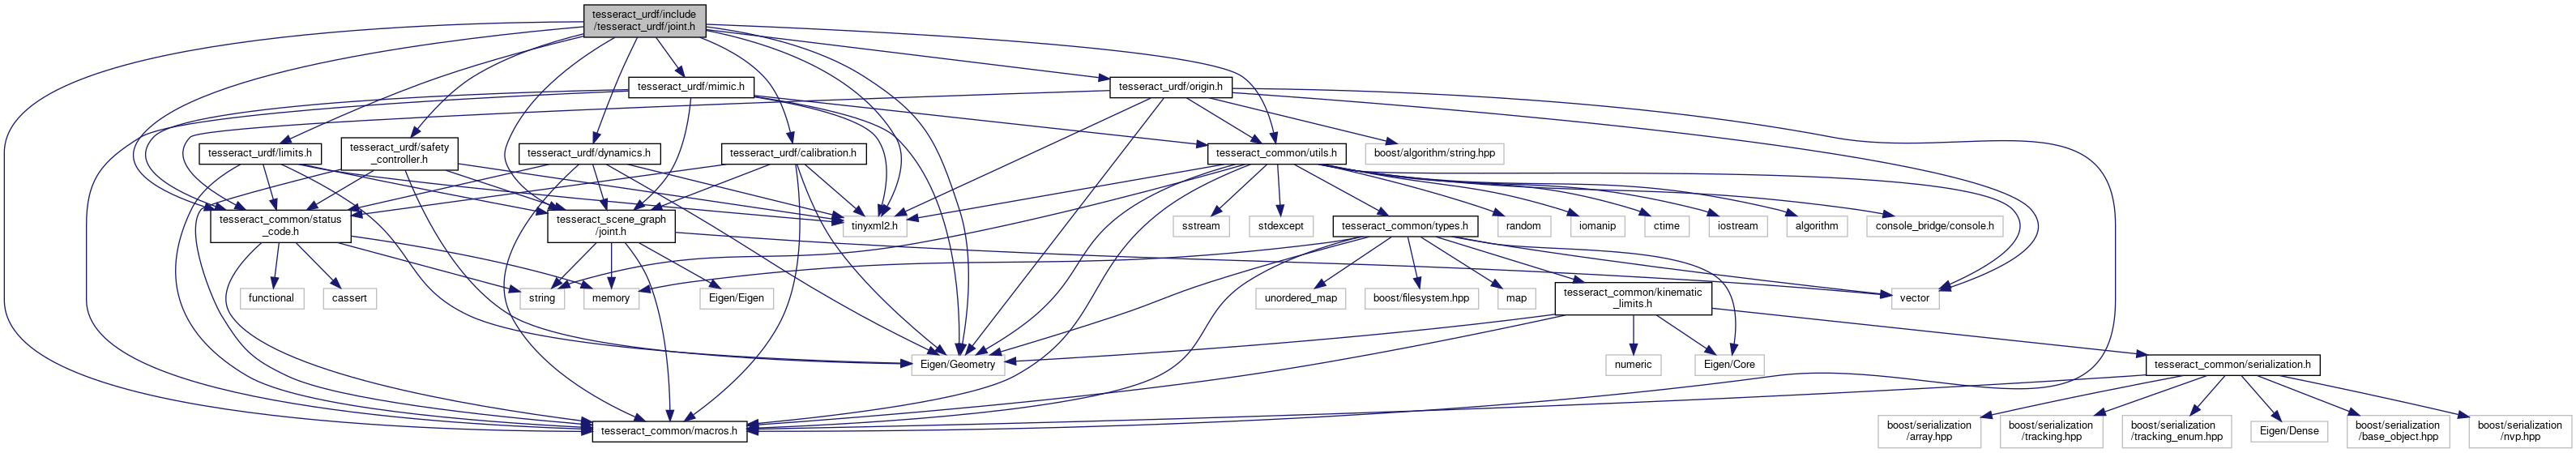 tesseract_urdf/include
/tesseract_urdf/joint.h
tesseract_urdf/mimic.h
tesseract_urdf/origin.h
tesseract_urdf/limits.h
tesseract_urdf/safety
_controller.h
tesseract_urdf/dynamics.h
tesseract_urdf/calibration.h
tesseract_common/utils.h
boost/algorithm/string.hpp
tesseract_common/status
_code.h
tesseract_scene_graph
/joint.h
tinyxml2.h
sstream
stdexcept
tesseract_common/types.h
random
iomanip
ctime
iostream
algorithm
console_bridge/console.h
functional
cassert
string
memory
Eigen/Eigen
unordered_map
boost/filesystem.hpp
map
tesseract_common/kinematic
_limits.h
vector
Eigen/Geometry
numeric
Eigen/Core
tesseract_common/serialization.h
tesseract_common/macros.h
boost/serialization
/array.hpp
boost/serialization
/tracking.hpp
boost/serialization
/tracking_enum.hpp
Eigen/Dense
boost/serialization
/base_object.hpp
boost/serialization
/nvp.hpp